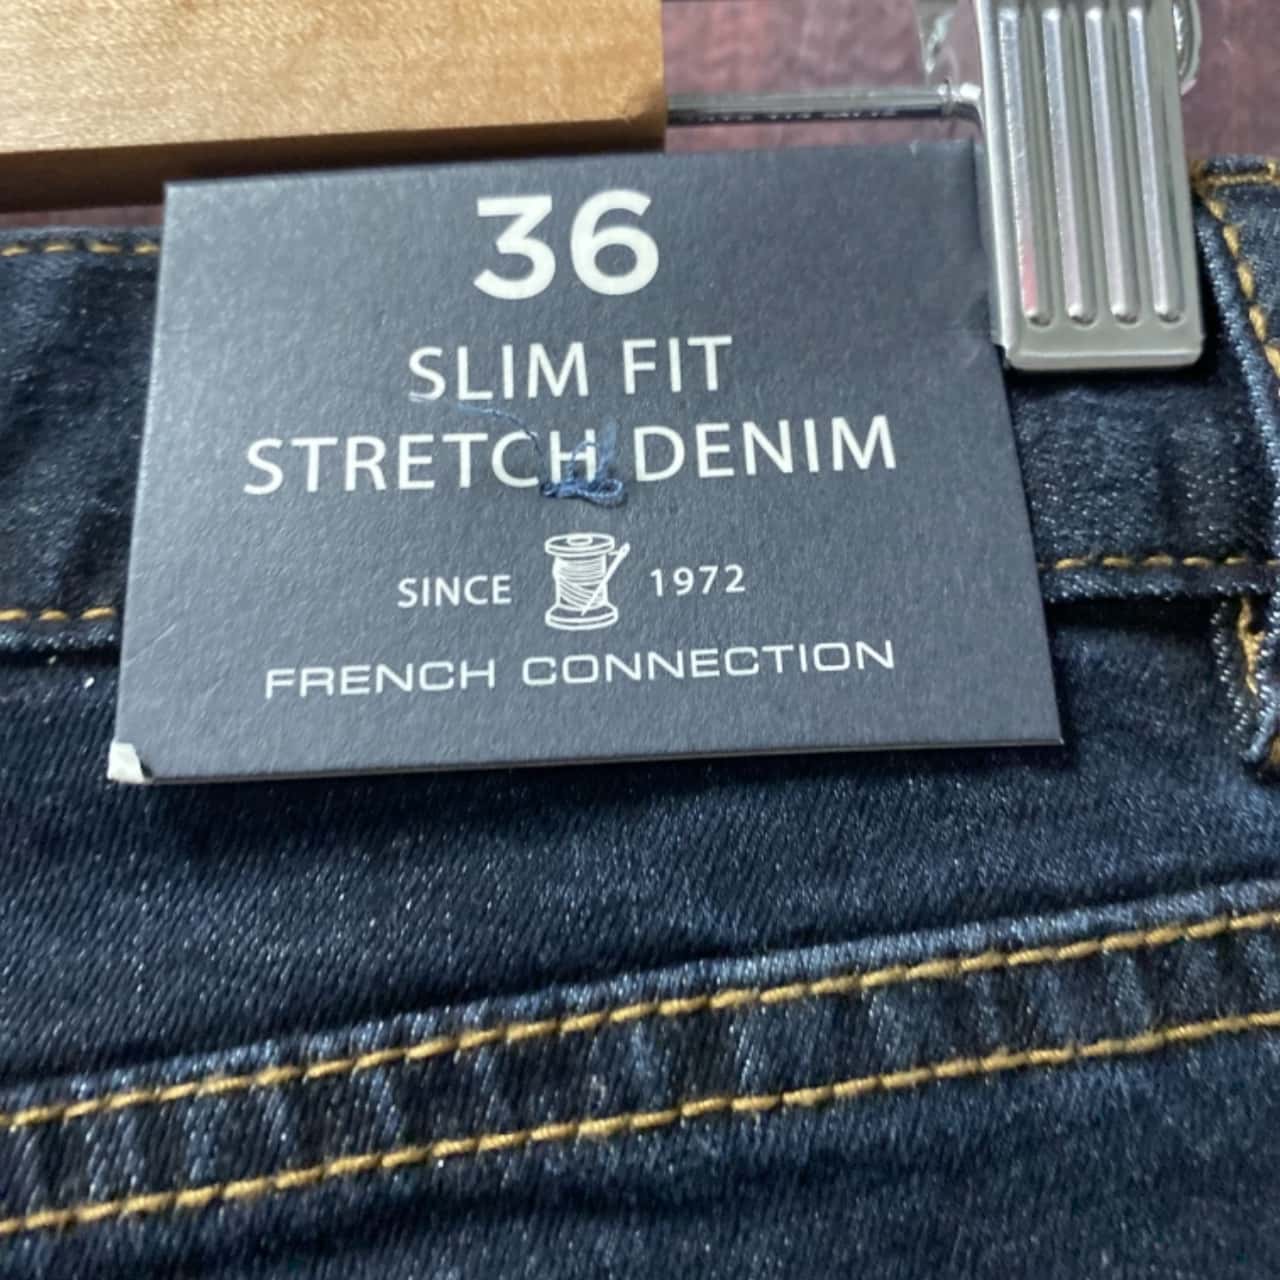 36
SLIM FIT
STRETCH DENIM
SINCE 1972
FRENCH CONNECTION